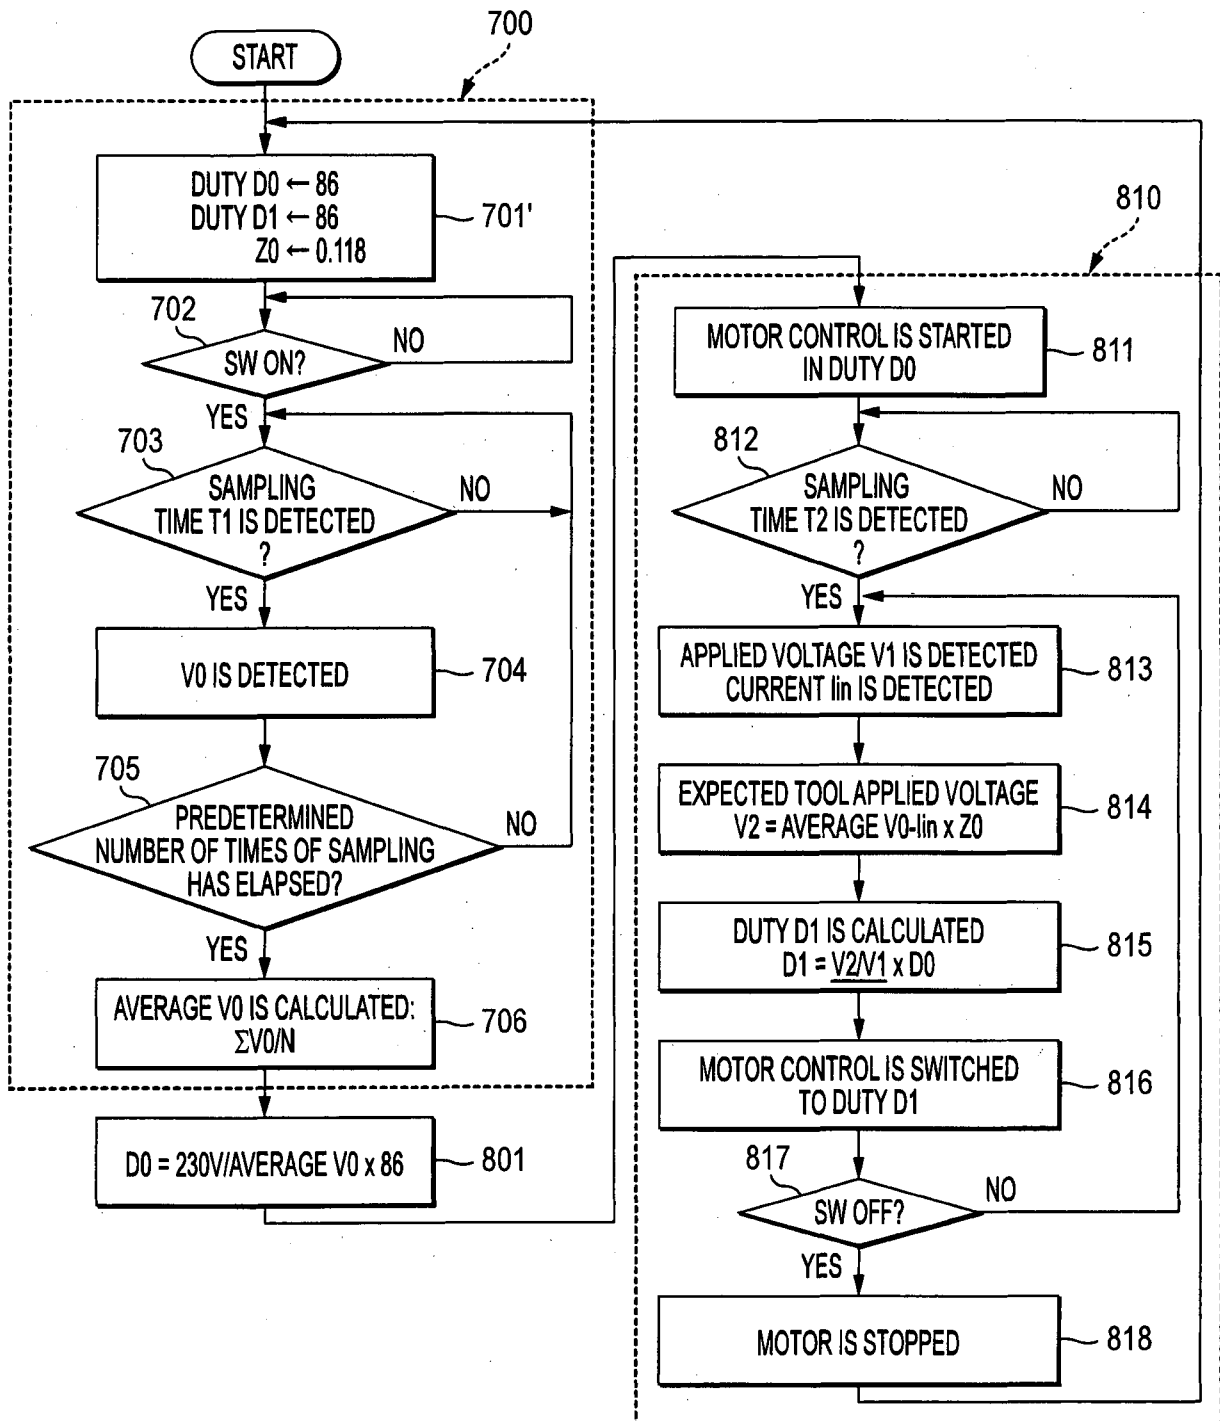 700
START
DUTY D0 ← 86
DUTY D1 ← 86
Z0 ← 0.118
701'
702
SW ON?
NO
YES
703
SAMPLING
TIME T1 IS DETECTED
?
NO
YES
V0 IS DETECTED
704
705
PREDETERMINED
NUMBER OF TIMES OF SAMPLING
HAS ELAPSED?
NO
YES
AVERAGE V0 IS CALCULATED:
ΣV0/N
706
D0 = 230V/AVERAGE V0 x 86
801
810
MOTOR CONTROL IS STARTED
IN DUTY D0
811
812
SAMPLING
TIME T2 IS DETECTED
?
NO
YES
APPLIED VOLTAGE V1 IS DETECTED
CURRENT Iin IS DETECTED
813
EXPECTED TOOL APPLIED VOLTAGE
V2 = AVERAGE V0-Iin x Z0
814
DUTY D1 IS CALCULATED
D1 = V2/V1 x D0
815
MOTOR CONTROL IS SWITCHED
TO DUTY D1
816
817
SW OFF?
NO
YES
MOTOR IS STOPPED
818